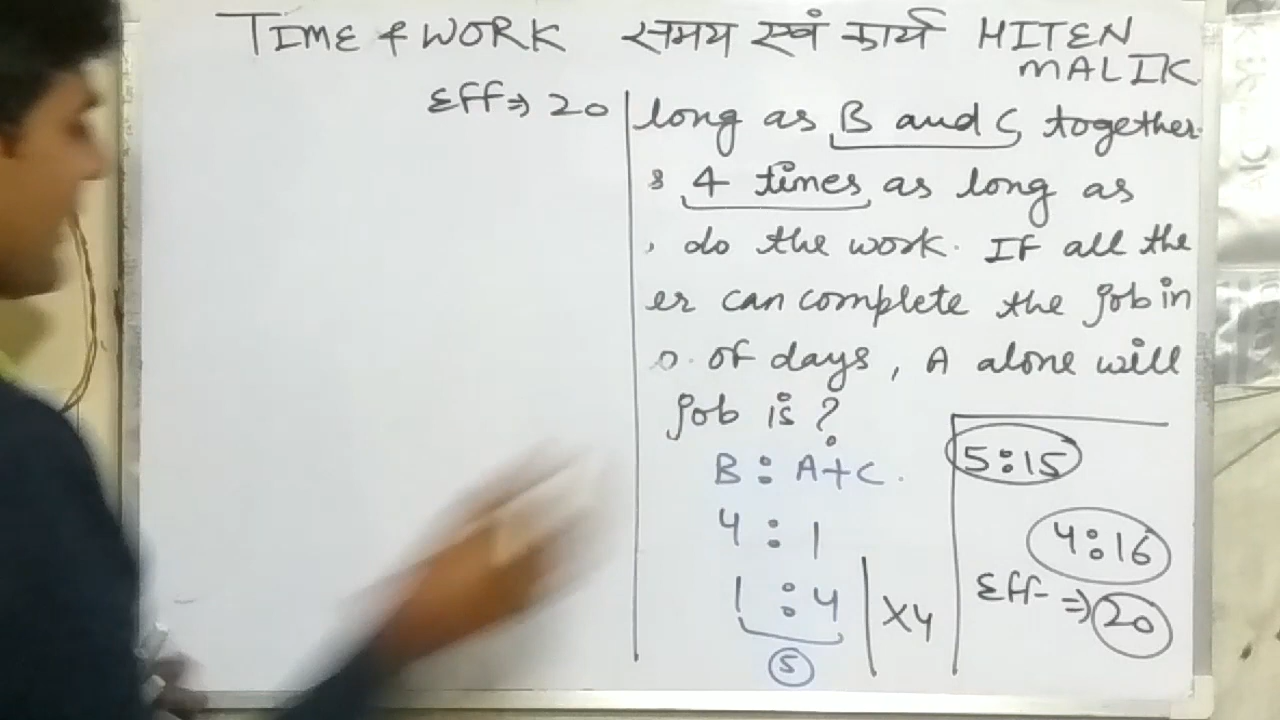 TIME & WORK समय एवं कार्य HITEN
MALIK
Eff ⇒ 20
long as B and C together.
s 4 times as long as
, do the work. If all the
er can complete the job in
o. of days, A alone will
job is?
B : A+C.
4 : 1
1 : 4
5
X4
5:15
4:16
Eff- ⇒ 20